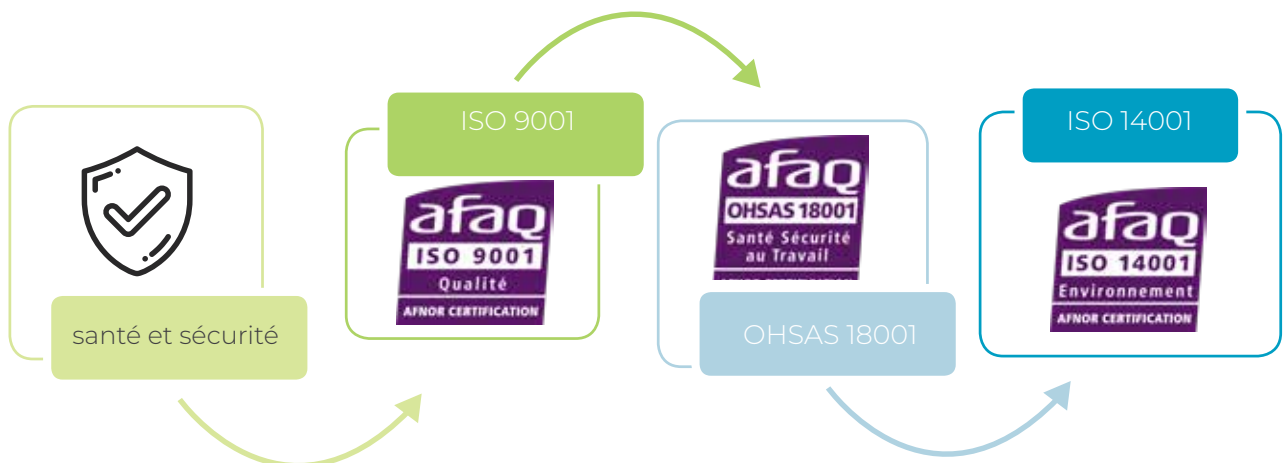 santé et sécurité
ISO 9001
afaq
ISO 9001
Qualité
AFNOR CERTIFICATION
afaq
OHSAS 18001
Santé Sécurité
au Travail
OHSAS 18001
ISO 14001
afaq
ISO 14001
Environnement
AFNOR CERTIFICATION